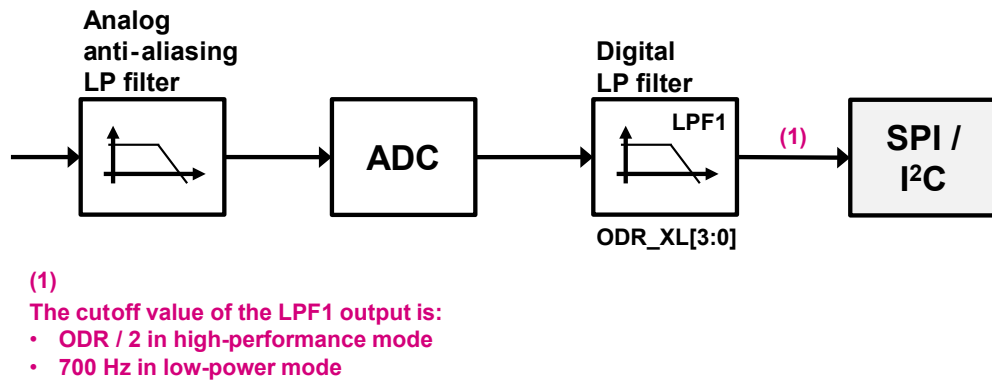 Analog
anti-aliasing
LP filter
ADC
Digital
LP filter
LPF1
ODR_XL[3:0]
(1)
SPI /
I²C
(1)
The cutoff value of the LPF1 output is:
• ODR / 2 in high-performance mode
• 700 Hz in low-power mode